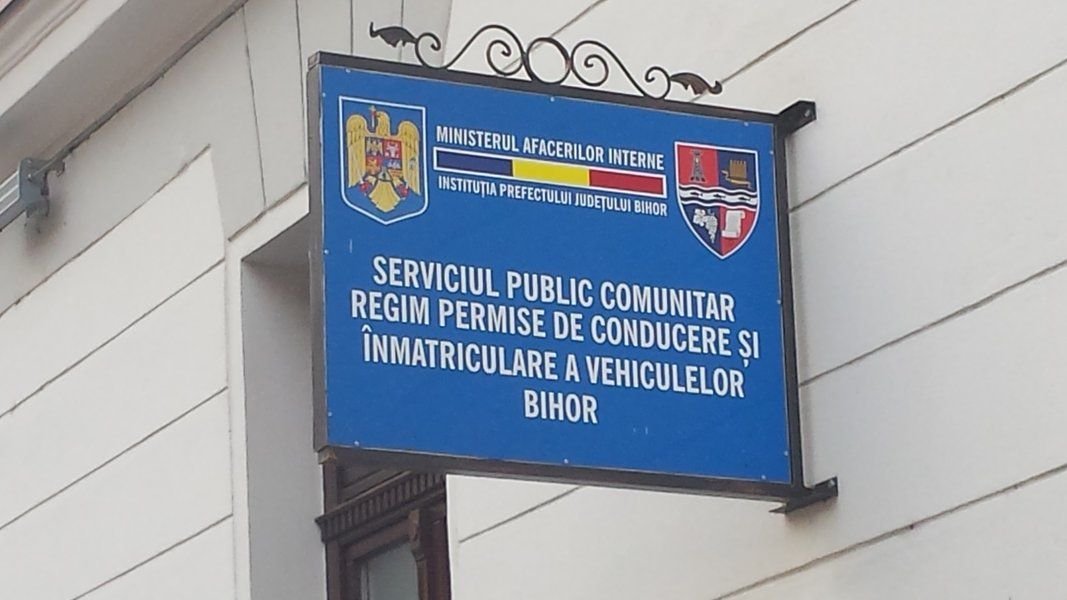 MINISTERUL AFACERILOR INTERNE
INSTITUȚIA PREFECTULUI JUDEȚULUI BIHOR
SERVICIUL PUBLIC COMUNITAR
REGIM PERMISE DE CONDUCERE ȘI
ÎNMATRICULARE A VEHICULELOR
BIHOR